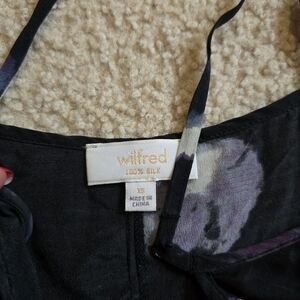 wilfred
100% SILK
XS
MADE IN
CHINA